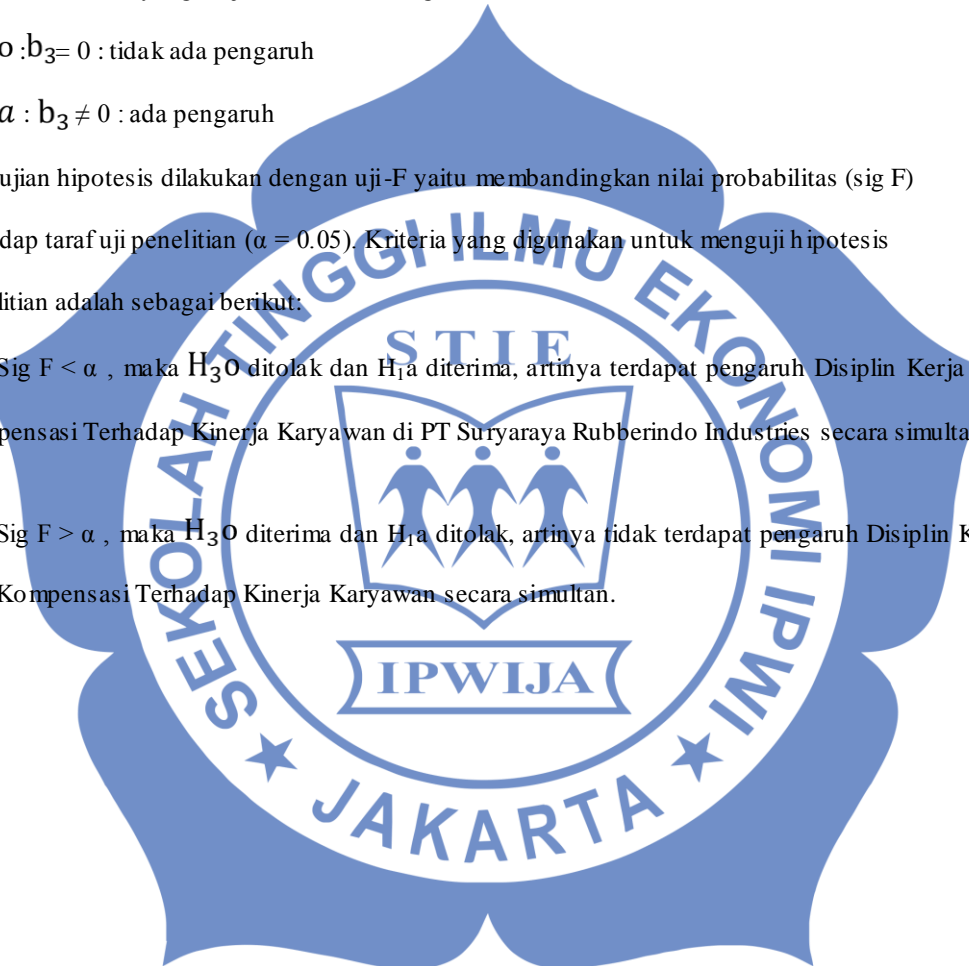 o :b₃= 0 : tidak ada pengaruh
a : b₃ ≠ 0 : ada pengaruh
ujian hipotesis dilakukan dengan uji-F yaitu membandingkan nilai probabilitas (sig F)
dap taraf uji penelitian (α = 0.05). Kriteria yang digunakan untuk menguji hipotesis
litian adalah sebagai berikut:
Sig F < α , maka H₃o ditolak dan H₁a diterima, artinya terdapat pengaruh Disiplin Kerja
pensasi Terhadap Kinerja Karyawan di PT Suryaraya Rubberindo Industries secara simulta
Sig F > α , maka H₃o diterima dan H₁a ditolak, artinya tidak terdapat pengaruh Disiplin K
Kompensasi Terhadap Kinerja Karyawan secara simultan.
SEKOLAH TINGGI ILMU EKONOMI IPWI
STIE
IPWIJA
★ JAKARTA ★